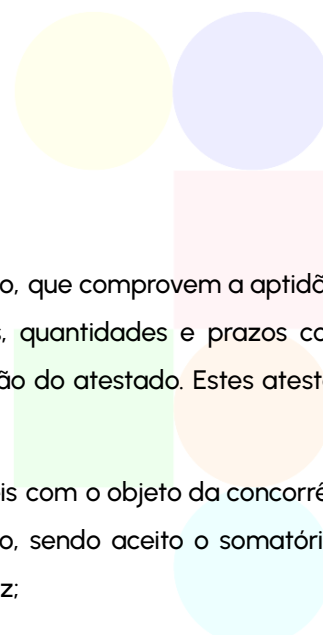 o, que comprovem a aptidã
s, quantidades e prazos co
ão do atestado. Estes atest
is com o objeto da concorrê
o, sendo aceito o somatóri
z;